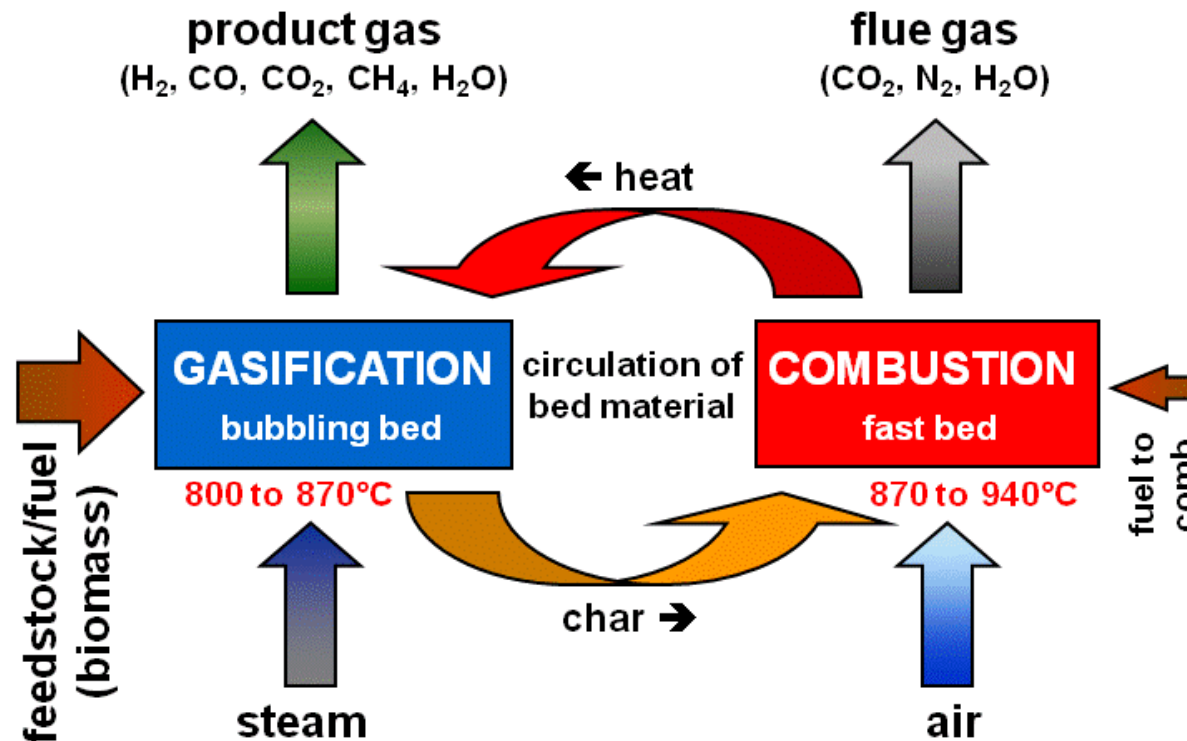 product gas
(H₂, CO, CO₂, CH₄, H₂O)
flue gas
(CO₂, N₂, H₂O)
← heat
GASIFICATION
bubbling bed
circulation of
bed material
COMBUSTION
fast bed
800 to 870°C
870 to 940°C
feedstock/fuel
(biomass)
fuel to
comb
char →
steam
air